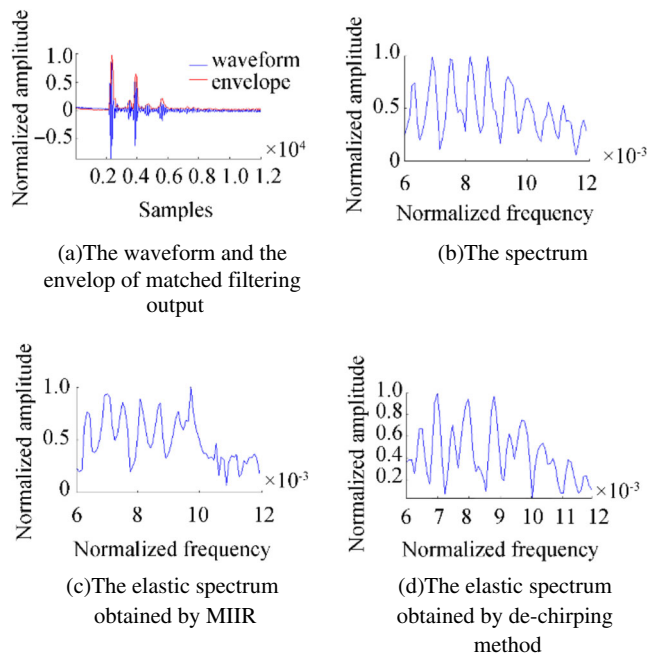 Normalized amplitude
1.0
0.5
0
−0.5
waveform
envelope
×10⁴
0.2 0.4 0.6 0.8 1.0 1.2
Samples
(a)The waveform and the
envelop of matched filtering
output
Normalized amplitude
1.0
0.5
0
6 8 10 12
×10⁻³
Normalized frequency
(b)The spectrum
Normalized amplitude
1.0
0.5
0
6 8 10 12
×10⁻³
Normalized frequency
(c)The elastic spectrum
obtained by MIIR
Normalized amplitude
1.0
0.8
0.6
0.4
0.2
6 7 8 9 10 11 12
×10⁻³
Normalized frequency
(d)The elastic spectrum
obtained by de-chirping
method